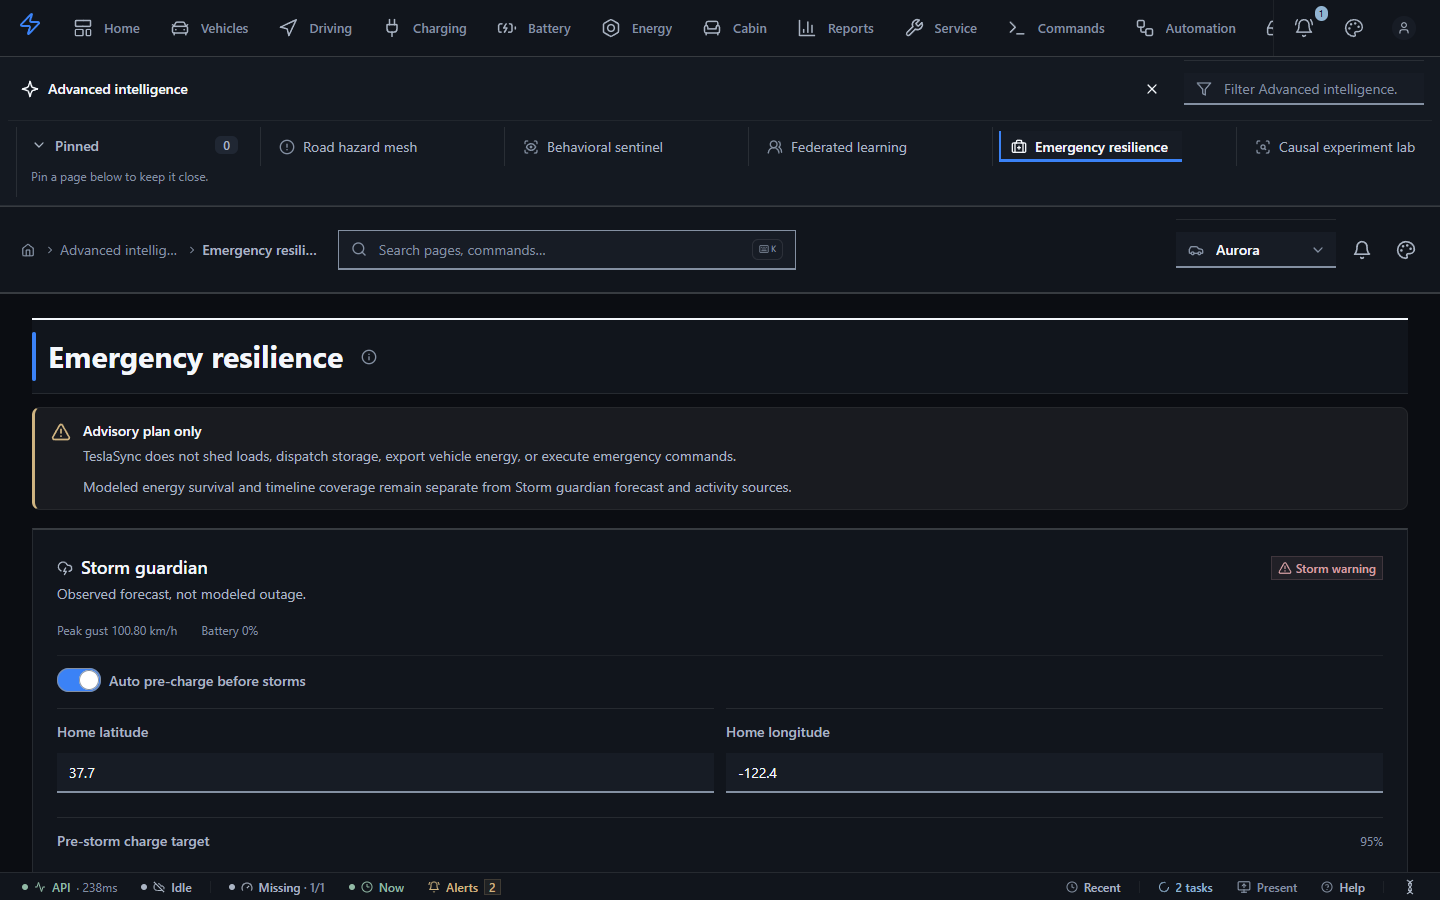 Home
Vehicles
Driving
Charging
Battery
Energy
Cabin
Reports
Service
Commands
Automation
1
Advanced intelligence
Filter Advanced intelligence.
Pinned
0
Pin a page below to keep it close.
Road hazard mesh
Behavioral sentinel
Federated learning
Emergency resilience
Causal experiment lab
Advanced intellig...
Emergency resili...
Search pages, commands...
K
Aurora
Emergency resilience
Advisory plan only
TeslaSync does not shed loads, dispatch storage, export vehicle energy, or execute emergency commands.
Modeled energy survival and timeline coverage remain separate from Storm guardian forecast and activity sources.
Storm guardian
Storm warning
Observed forecast, not modeled outage.
Peak gust 100.80 km/h
Battery 0%
Auto pre-charge before storms
Home latitude
Home longitude
37.7
-122.4
Pre-storm charge target
95%
API · 238ms
Idle
Missing · 1/1
Now
Alerts 2
Recent
2 tasks
Present
Help